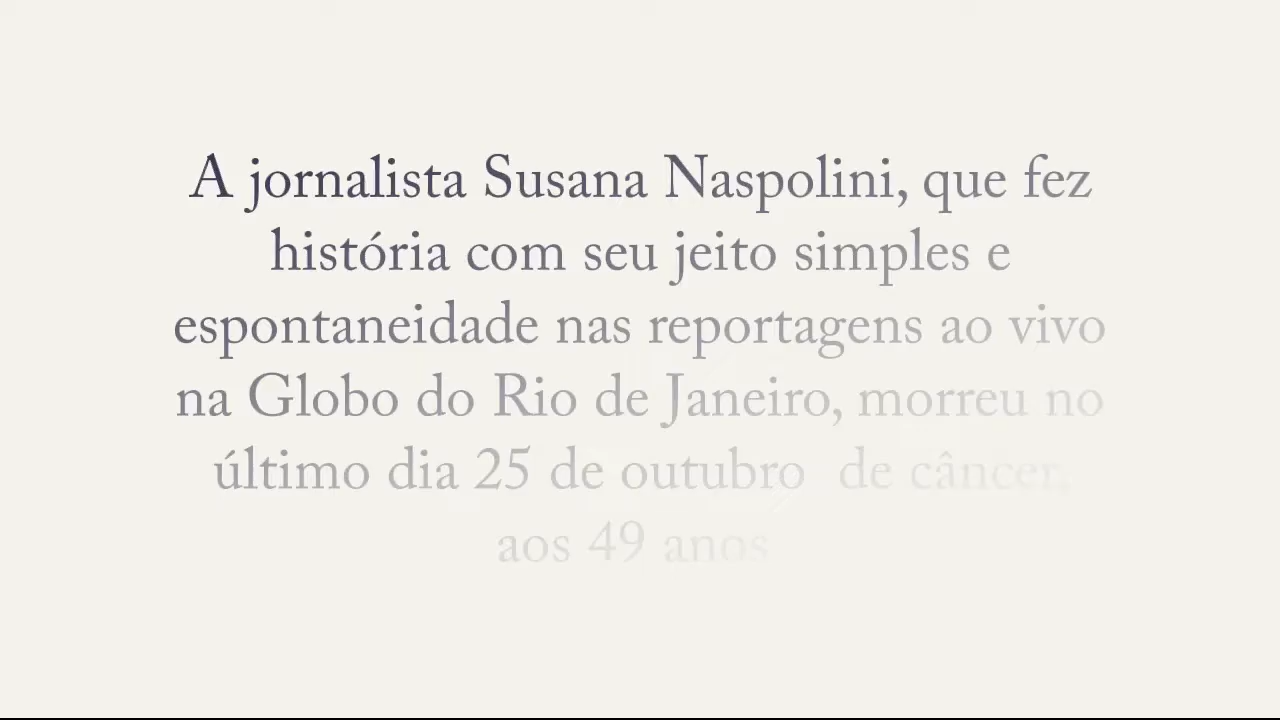 A jornalista Susana Naspolini, que fez
história com seu jeito simples e
espontaneidade nas reportagens ao vivo
na Globo do Rio de Janeiro, morreu no
último dia 25 de outubro de câncer,
aos 49 anos